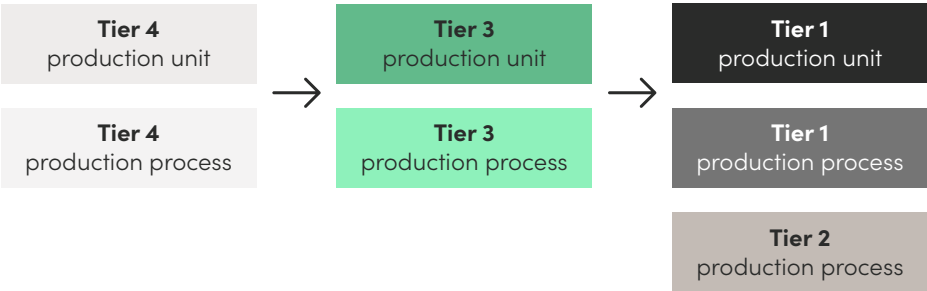 Tier 4
production unit
Tier 4
production process
Tier 3
production unit
Tier 3
production process
Tier 1
production unit
Tier 1
production process
Tier 2
production process